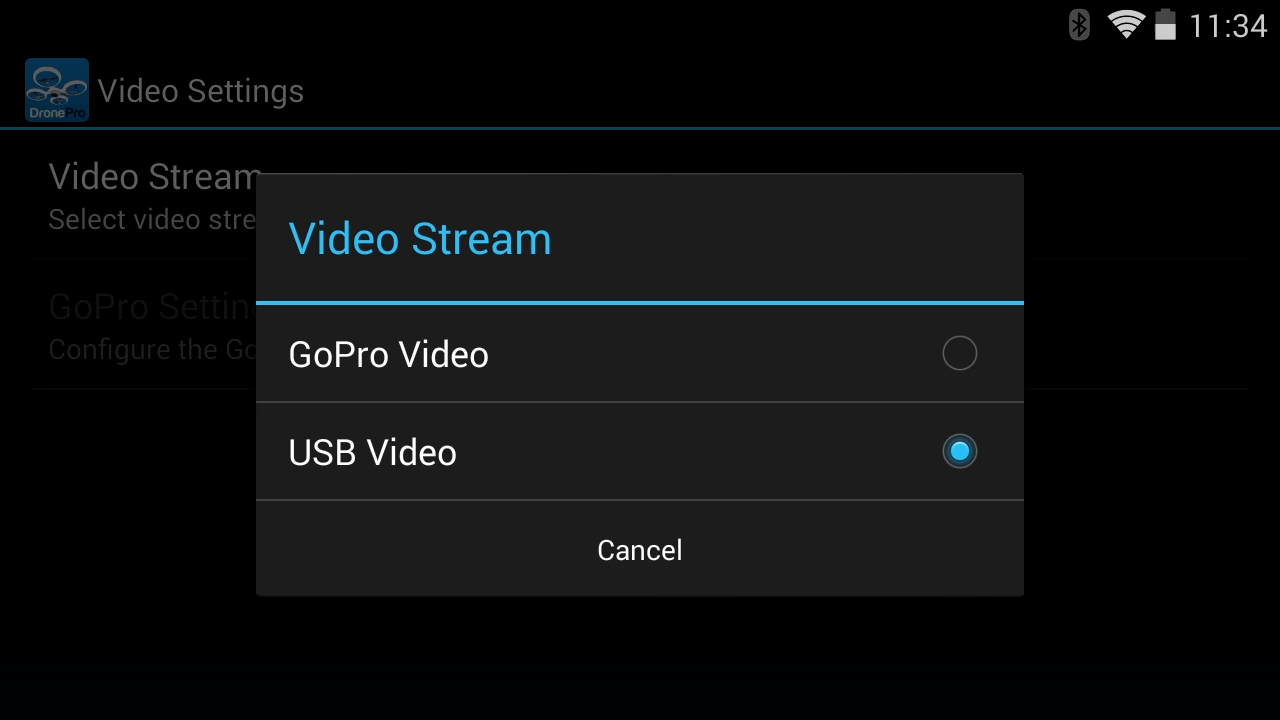 11:34
DronePro
Video Settings
Video Stream
Select video stre
GoPro Settin
Configure the Go
Video Stream
GoPro Video
USB Video
Cancel